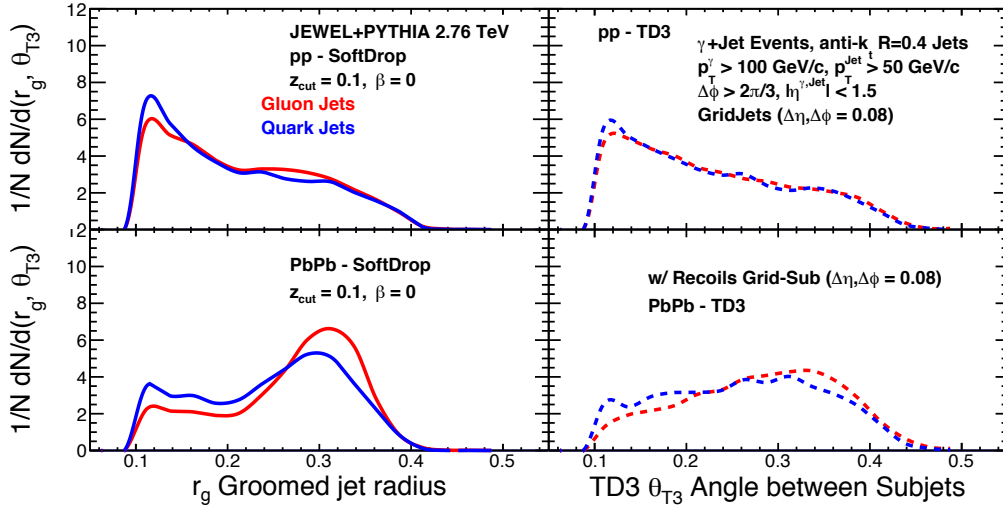 1/N dN/d(r_g, θ_T3)
12
10
8
6
4
2
JEWEL+PYTHIA 2.76 TeV
pp - SoftDrop
z_cut = 0.1, β = 0
Gluon Jets
Quark Jets
pp - TD3
γ+Jet Events, anti-k_t R=0.4 Jets
p_T^γ > 100 GeV/c, p_T^Jet > 50 GeV/c
Δφ > 2π/3, |η^γ,Jet| < 1.5
GridJets (Δη,Δφ = 0.08)
1/N dN/d(r_g, θ_T3)
2
8
6
4
2
0
PbPb - SoftDrop
z_cut = 0.1, β = 0
w/ Recoils Grid-Sub (Δη,Δφ = 0.08)
PbPb - TD3
0.1 0.2 0.3 0.4 0.5
0.1 0.2 0.3 0.4 0.5
r_g Groomed jet radius
TD3 θ_T3 Angle between Subjets